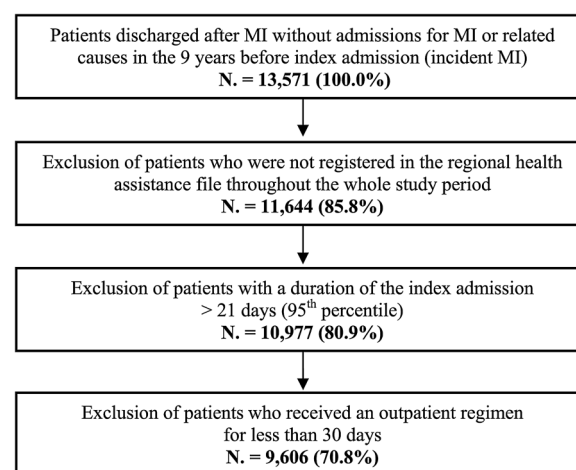 Patients discharged after MI without admissions for MI or related
causes in the 9 years before index admission (incident MI)
N. = 13,571 (100.0%)
Exclusion of patients who were not registered in the regional health
assistance file throughout the whole study period
N. = 11,644 (85.8%)
Exclusion of patients with a duration of the index admission
> 21 days (95th percentile)
N. = 10,977 (80.9%)
Exclusion of patients who received an outpatient regimen
for less than 30 days
N. = 9,606 (70.8%)